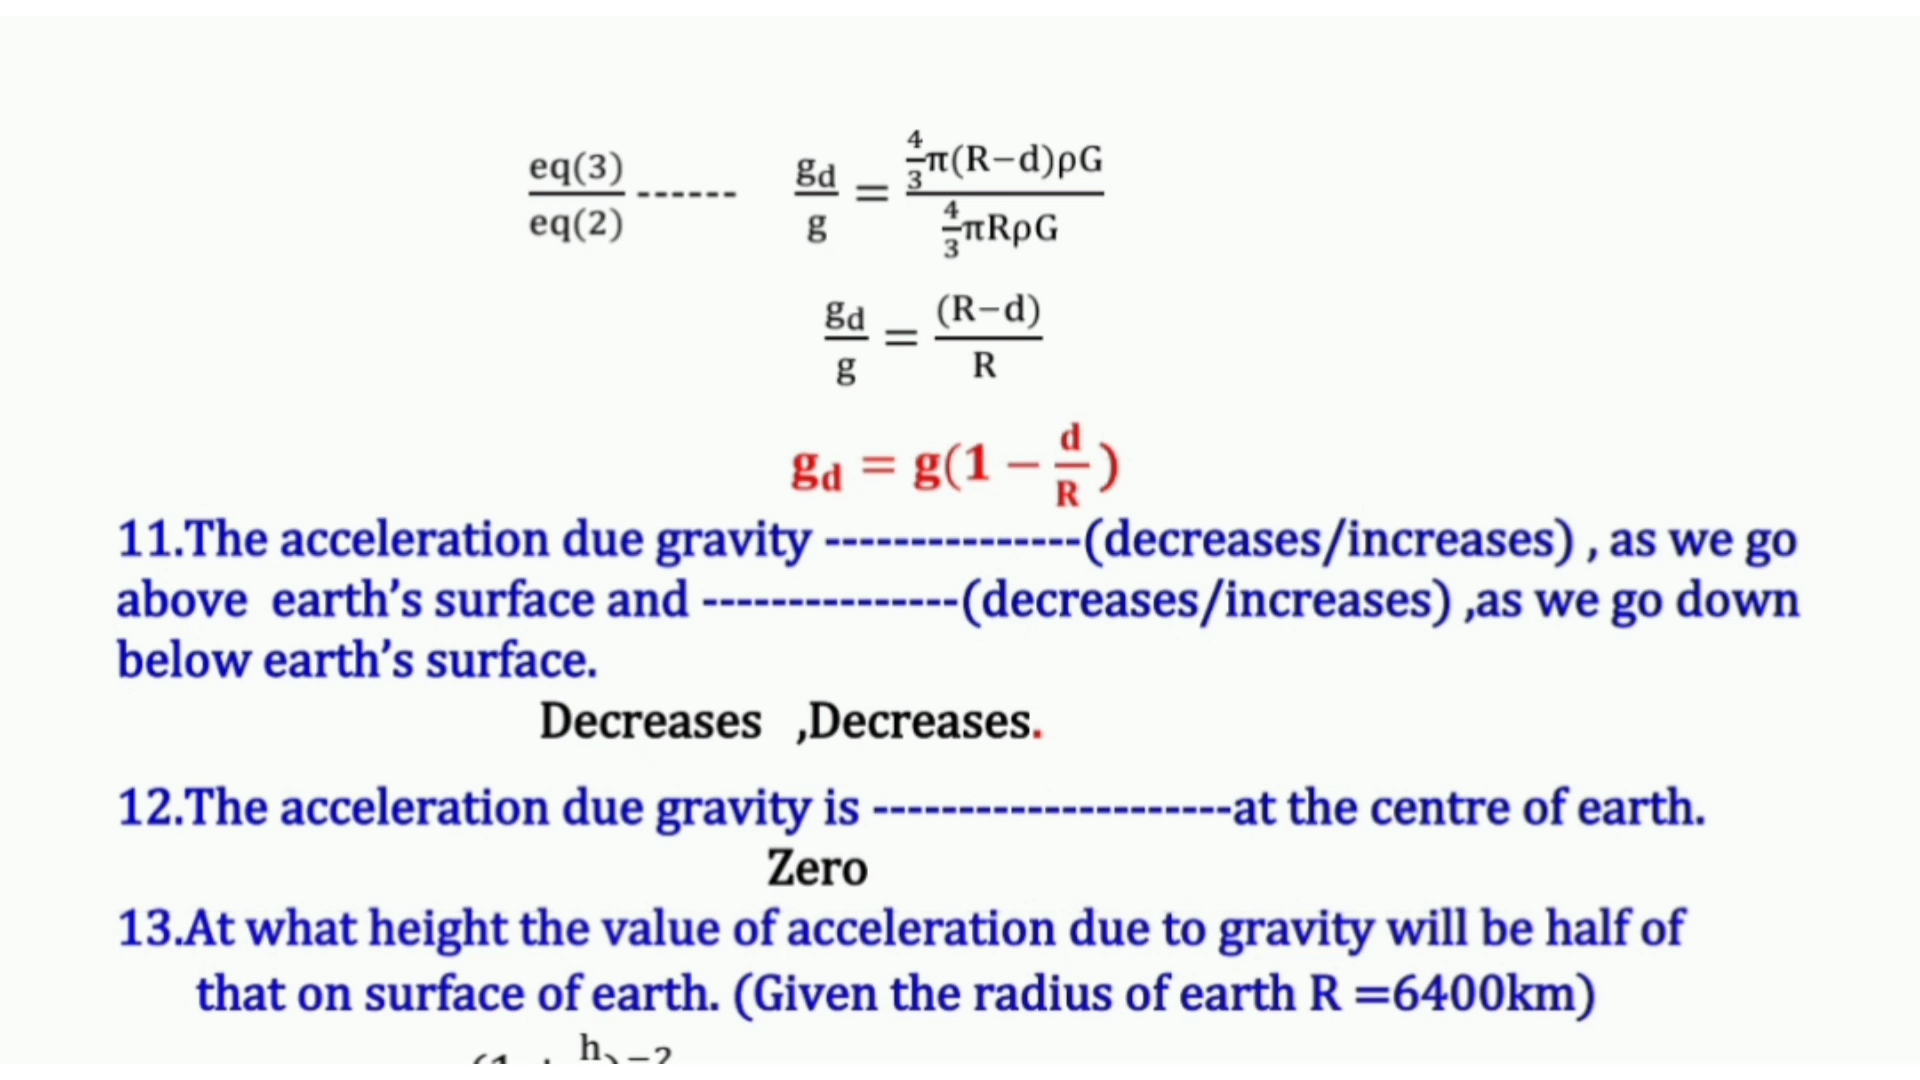 eq(3)/eq(2) ------ g_d/g = (4/3 π(R−d)ρG)/(4/3 πRρG)
g_d/g = (R−d)/R
g_d = g(1 − d/R)
11.The acceleration due gravity ---------------(decreases/increases) , as we go
above earth’s surface and ---------------(decreases/increases) ,as we go down
below earth’s surface.
Decreases ,Decreases.
12.The acceleration due gravity is ---------------------at the centre of earth.
Zero
13.At what height the value of acceleration due to gravity will be half of
that on surface of earth. (Given the radius of earth R =6400km)